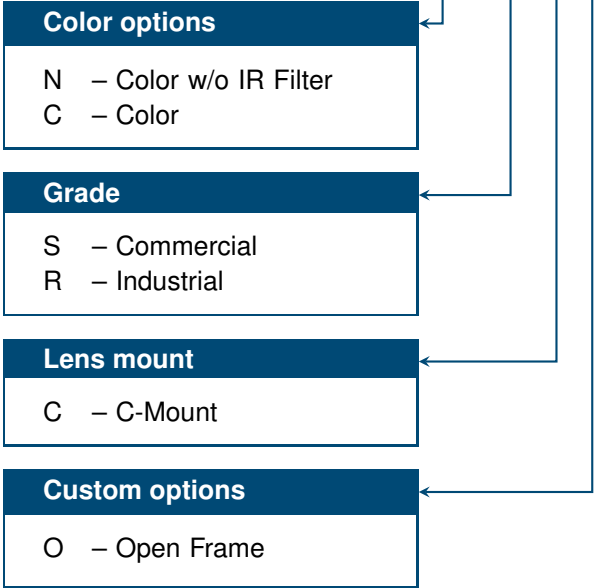 Color options
N – Color w/o IR Filter
C – Color
Grade
S – Commercial
R – Industrial
Lens mount
C – C-Mount
Custom options
O – Open Frame